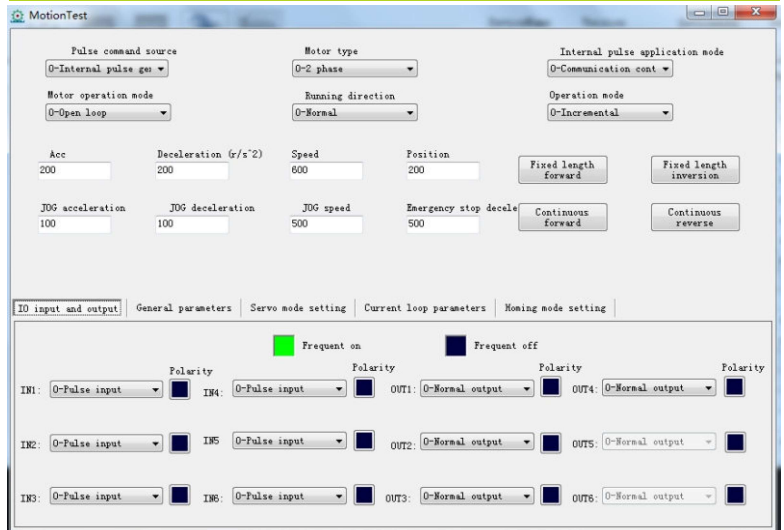 MotionTest
Pulse command source Motor type Internal pulse application mode
0-Internal pulse ge 0-2 phase 0-Communication cont
Motor operation mode Running direction Operation mode
0-Open loop 0-Normal 0-Incremental
Acc Deceleration (r/s^2) Speed Position
200 200 600 200
Fixed length forward Fixed length inversion
JOG acceleration JOG deceleration JOG speed Emergency stop decele
100 100 500 500
Continuous forward Continuous reverse
IO input and output General parameters Servo mode setting Current loop parameters Homing mode setting
Frequent on Frequent off
Polarity Polarity Polarity Polarity
IN1: 0-Pulse input IN4: 0-Pulse input OUT1: 0-Normal output OUT4: 0-Normal output
IN2: 0-Pulse input IN5 0-Pulse input OUT2: 0-Normal output OUT5: 0-Normal output
IN3: 0-Pulse input IN6: 0-Pulse input OUT3: 0-Normal output OUT6: 0-Normal output